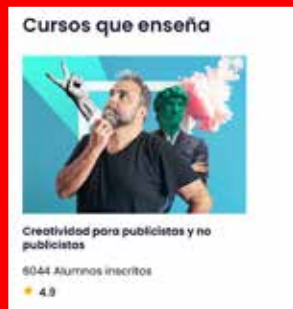 Cursos que enseña
Creatividad para publicistas y no
publicistas
6044 Alumnos inscritos
4.9